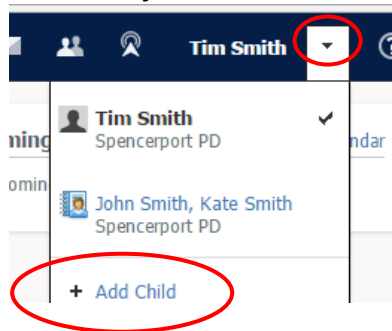 Tim Smith
Tim Smith
Spencerport PD
ming
ndar
omin
John Smith, Kate Smith
Spencerport PD
+ Add Child